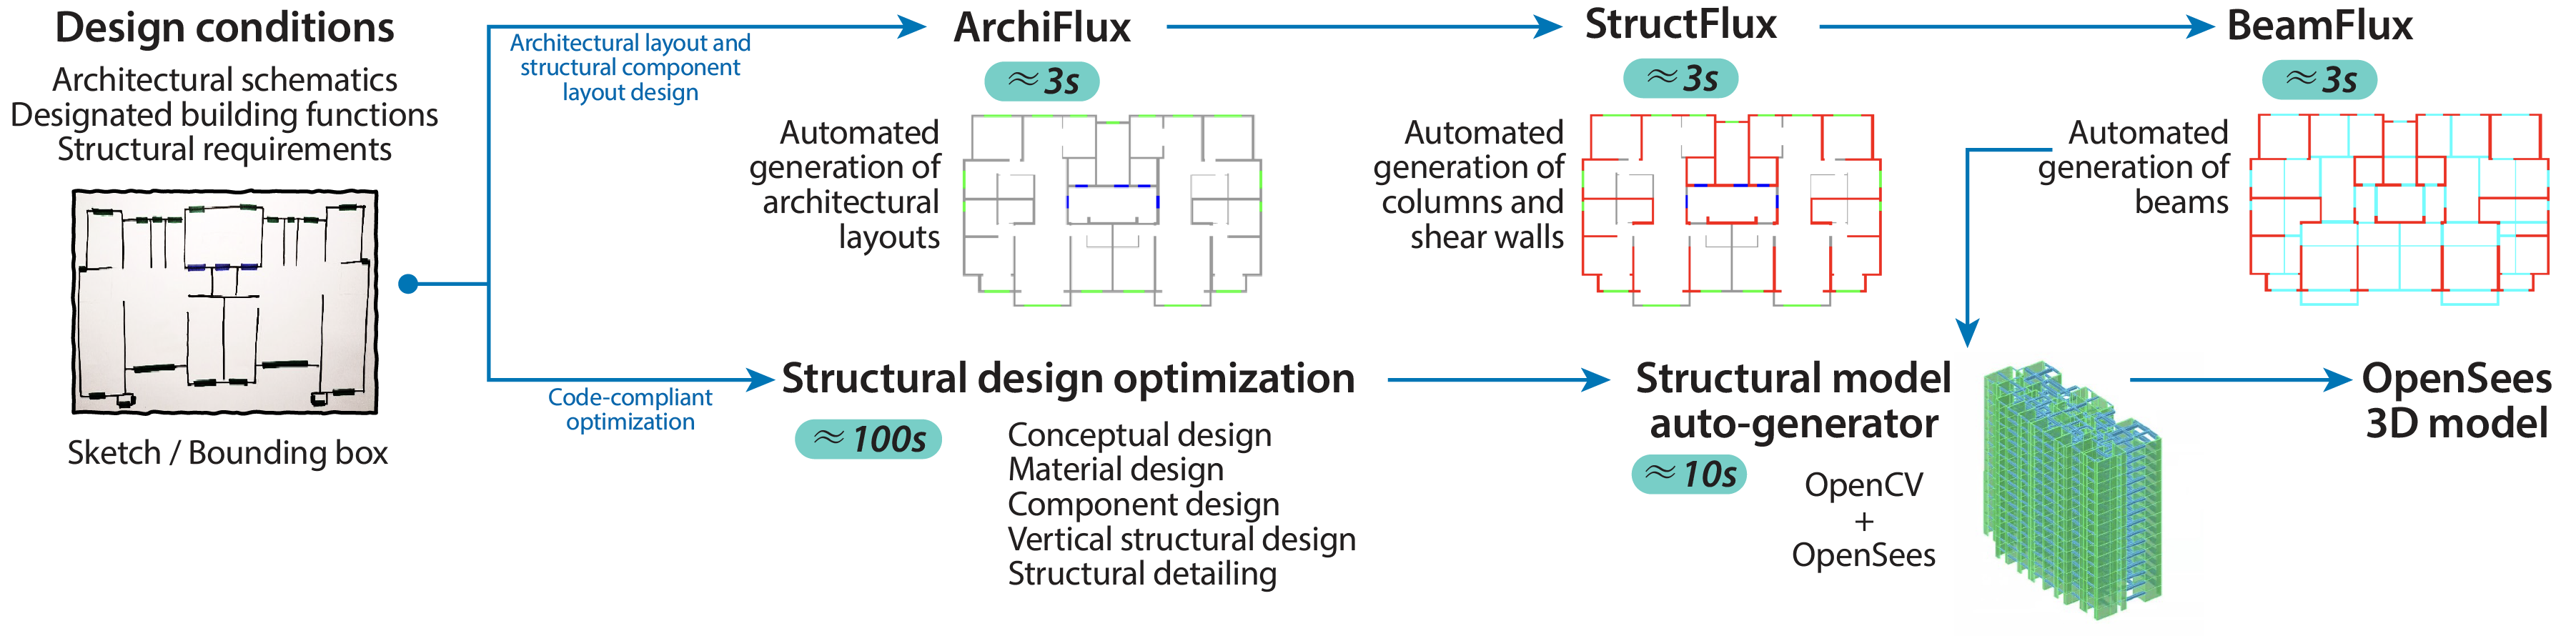 Design conditions
Architectural schematics
Designated building functions
Structural requirements
Sketch / Bounding box
Architectural layout and
structural component
layout design
ArchiFlux
≈ 3s
Automated
generation of
architectural
layouts
StructFlux
≈ 3s
Automated
generation of
columns and
shear walls
BeamFlux
≈ 3s
Automated
generation of
beams
Code-compliant
optimization
Structural design optimization
≈ 100s
Conceptual design
Material design
Component design
Vertical structural design
Structural detailing
Structural model
auto-generator
≈ 10s
OpenCV
+
OpenSees
OpenSees
3D model